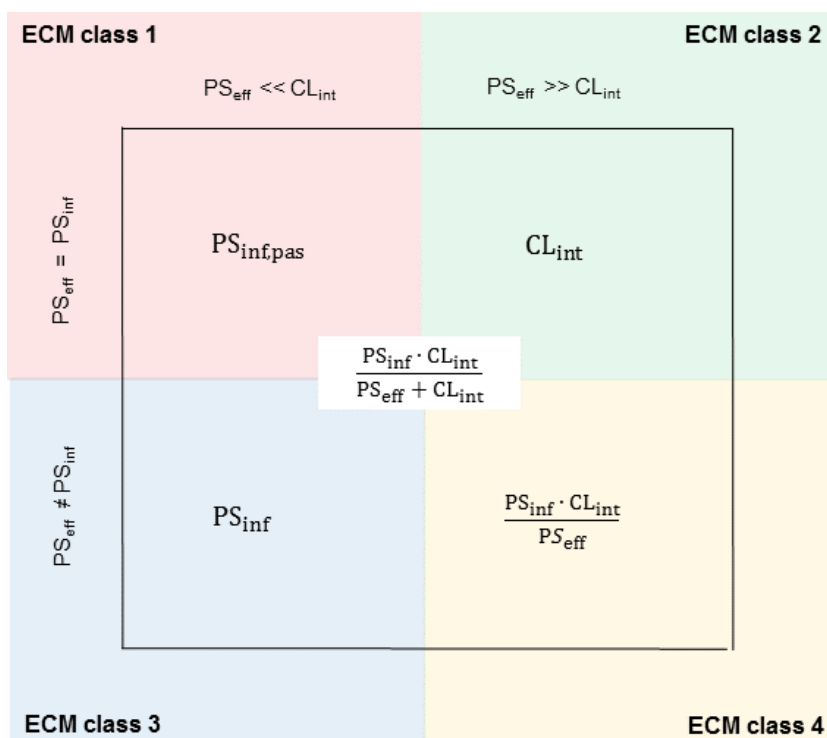 ECM class 1
ECM class 2
PS_eff << CL_int
PS_eff >> CL_int
PS_eff = PS_inf
PS_inf,pas
CL_int
PS_inf · CL_int
PS_eff + CL_int
PS_eff ≠ PS_inf
PS_inf
PS_inf · CL_int
PS_eff
ECM class 3
ECM class 4